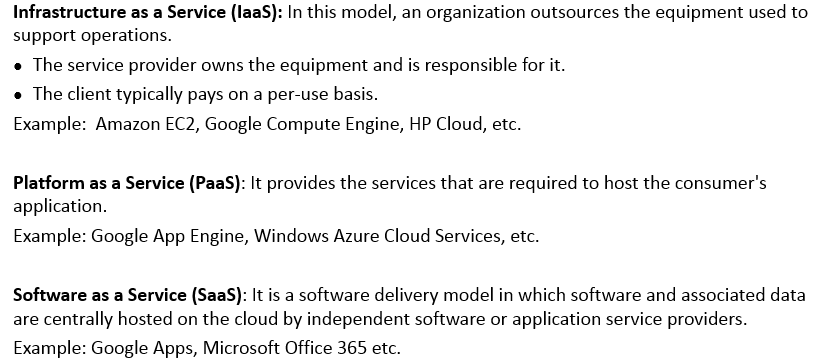 Infrastructure as a Service (IaaS): In this model, an organization outsources the equipment used to
support operations.
• The service provider owns the equipment and is responsible for it.
• The client typically pays on a per-use basis.
Example:  Amazon EC2, Google Compute Engine, HP Cloud, etc.
Platform as a Service (PaaS): It provides the services that are required to host the consumer's
application.
Example: Google App Engine, Windows Azure Cloud Services, etc.
Software as a Service (SaaS): It is a software delivery model in which software and associated data
are centrally hosted on the cloud by independent software or application service providers.
Example: Google Apps, Microsoft Office 365 etc.